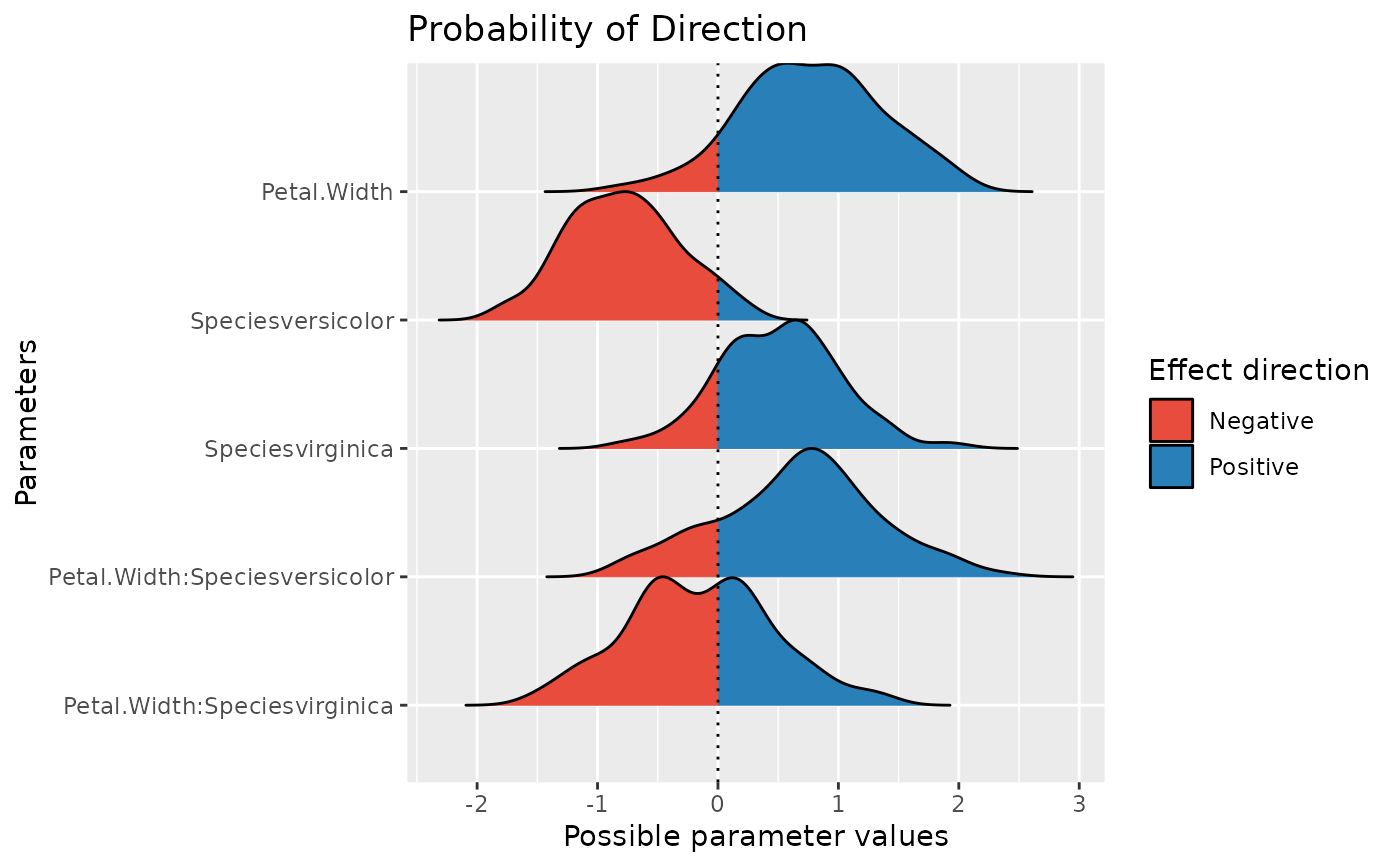 Probability of Direction
Parameters
Petal.Width
Speciesversicolor
Speciesvirginica
Petal.Width:Speciesversicolor
Petal.Width:Speciesvirginica
-2 -1 0 1 2 3
Possible parameter values
Effect direction
Negative
Positive